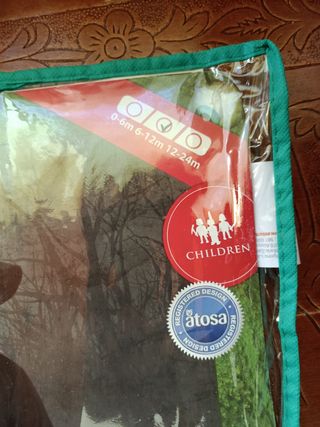 0-6m 6-12m 12-24m
CHILDREN
REGISTERED DESIGN
atosa
REGISTERED DESIGN